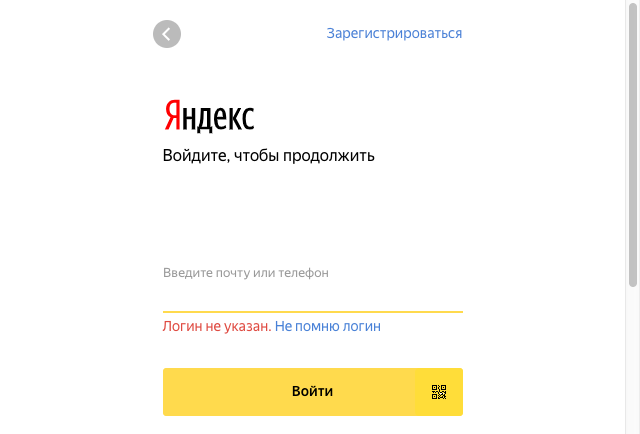 Зарегистрироваться
Яндекс
Войдите, чтобы продолжить
Введите почту или телефон
Логин не указан. Не помню логин
Войти